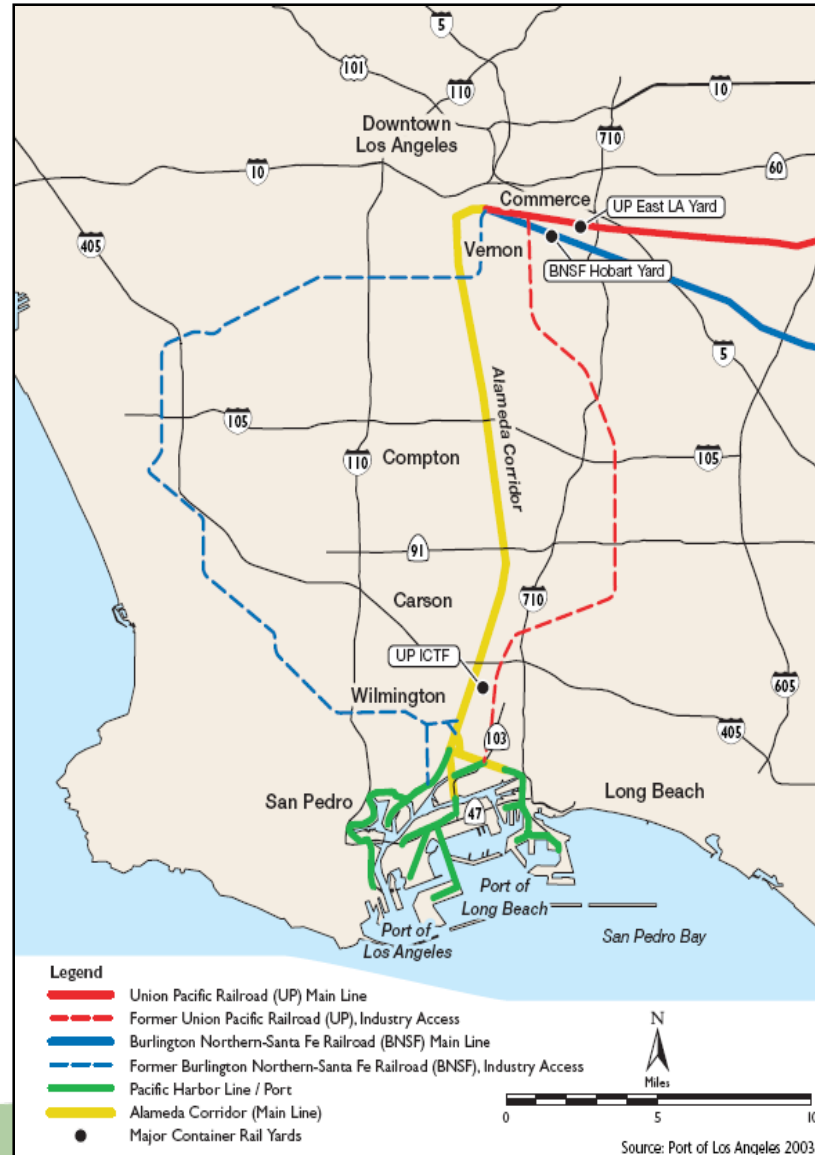 5
101
110
10
Downtown
Los Angeles
710
10
60
Commerce
UP East LA Yard
405
Vernon
BNSF Hobart Yard
5
Alameda Corridor
105
110
Compton
105
91
Carson
710
UP ICTF
Wilmington
605
103
405
San Pedro
47
Long Beach
Port of
Long Beach
Port of
Los Angeles
San Pedro Bay
Legend
Union Pacific Railroad (UP) Main Line
Former Union Pacific Railroad (UP), Industry Access
Burlington Northern-Santa Fe Railroad (BNSF) Main Line
Former Burlington Northern-Santa Fe Railroad (BNSF), Industry Access
Pacific Harbor Line / Port
Alameda Corridor (Main Line)
Major Container Rail Yards
N
Miles
0 5 10
Source: Port of Los Angeles 2003